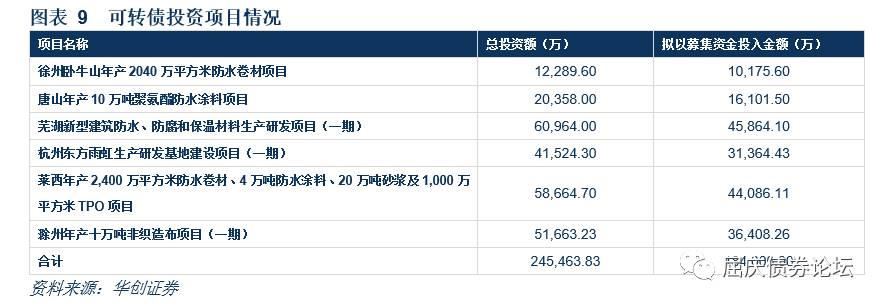 图表 9 可转债投资项目情况
项目名称 总投资额（万） 拟以募集资金投入金额（万）
徐州卧牛山年产 2040 万平方米防水卷材项目 12,289.60 10,175.60
唐山年产 10 万吨聚氨酯防水涂料项目 20,358.00 16,101.50
芜湖新型建筑防水、防腐和保温材料生产研发项目（一期） 60,964.00 45,864.10
杭州东方雨虹生产研发基地建设项目（一期） 41,524.30 31,364.43
莱西年产 2,400 万平方米防水卷材、4 万吨防水涂料、20 万吨砂浆及 1,000 万
平方米 TPO 项目 58,664.70 44,086.11
滁州年产十万吨非织造布项目（一期） 51,663.23 36,408.26
合计 245,463.83
屈庆债券论坛
资料来源：华创证券